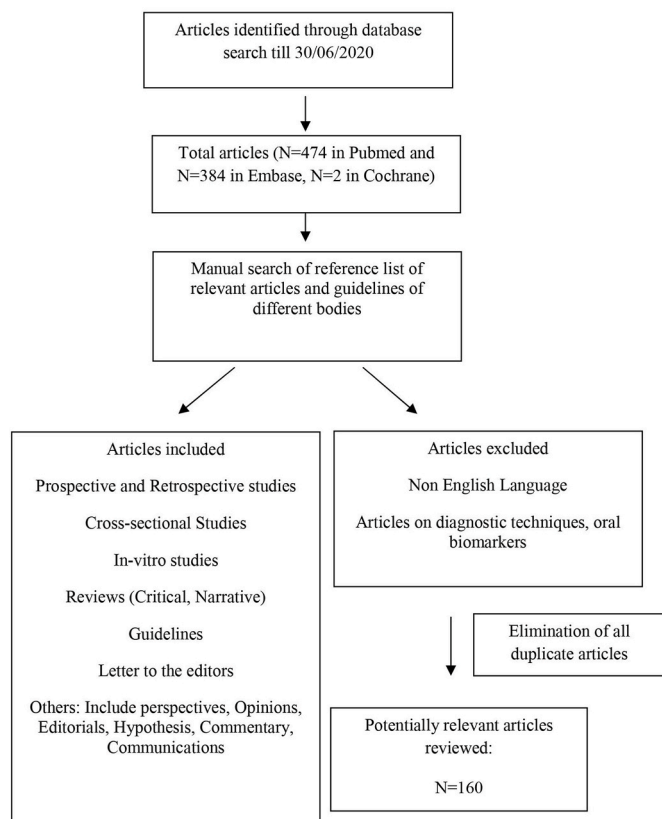 Articles identified through database
search till 30/06/2020
Total articles (N=474 in Pubmed and
N=384 in Embase, N=2 in Cochrane)
Manual search of reference list of
relevant articles and guidelines of
different bodies
Articles included
Prospective and Retrospective studies
Cross-sectional Studies
In-vitro studies
Reviews (Critical, Narrative)
Guidelines
Letter to the editors
Others: Include perspectives, Opinions,
Editorials, Hypothesis, Commentary,
Communications
Articles excluded
Non English Language
Articles on diagnostic techniques, oral
biomarkers
Elimination of all
duplicate articles
Potentially relevant articles
reviewed:
N=160